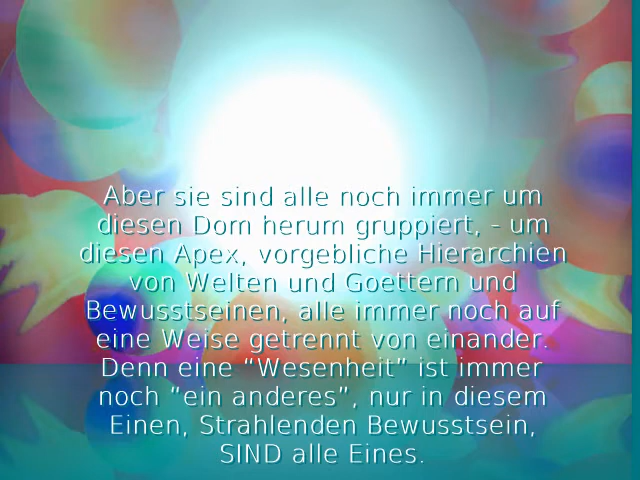 Aber sie sind alle noch immer um
diesen Dom herum gruppiert, - um
diesen Apex, vorgebliche Hierarchien
von Welten und Goettern und
Bewusstseinen, alle immer noch auf
eine Weise getrennt von einander.
Denn eine “Wesenheit” ist immer
noch “ein anderes”, nur in diesem
Einen, Strahlenden Bewusstsein,
SIND alle Eines.